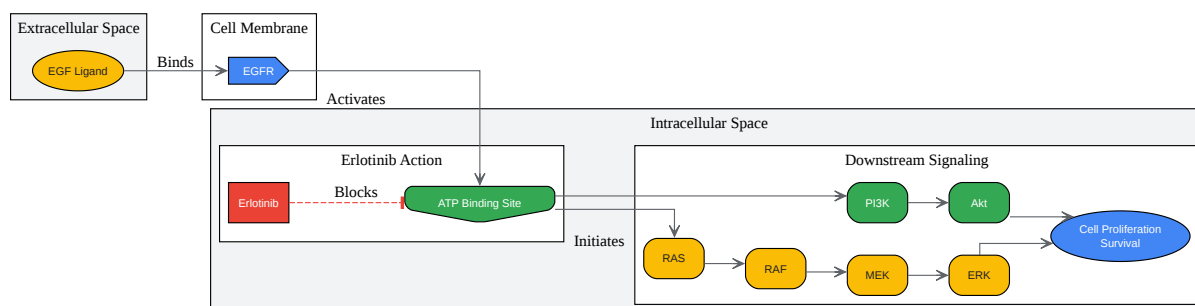 Extracellular Space
Cell Membrane
EGF Ligand
Binds
EGFR
Activates
Intracellular Space
Erlotinib Action
Downstream Signaling
Erlotinib
Blocks
ATP Binding Site
PI3K
Akt
Initiates
Cell Proliferation
Survival
RAS
RAF
MEK
ERK